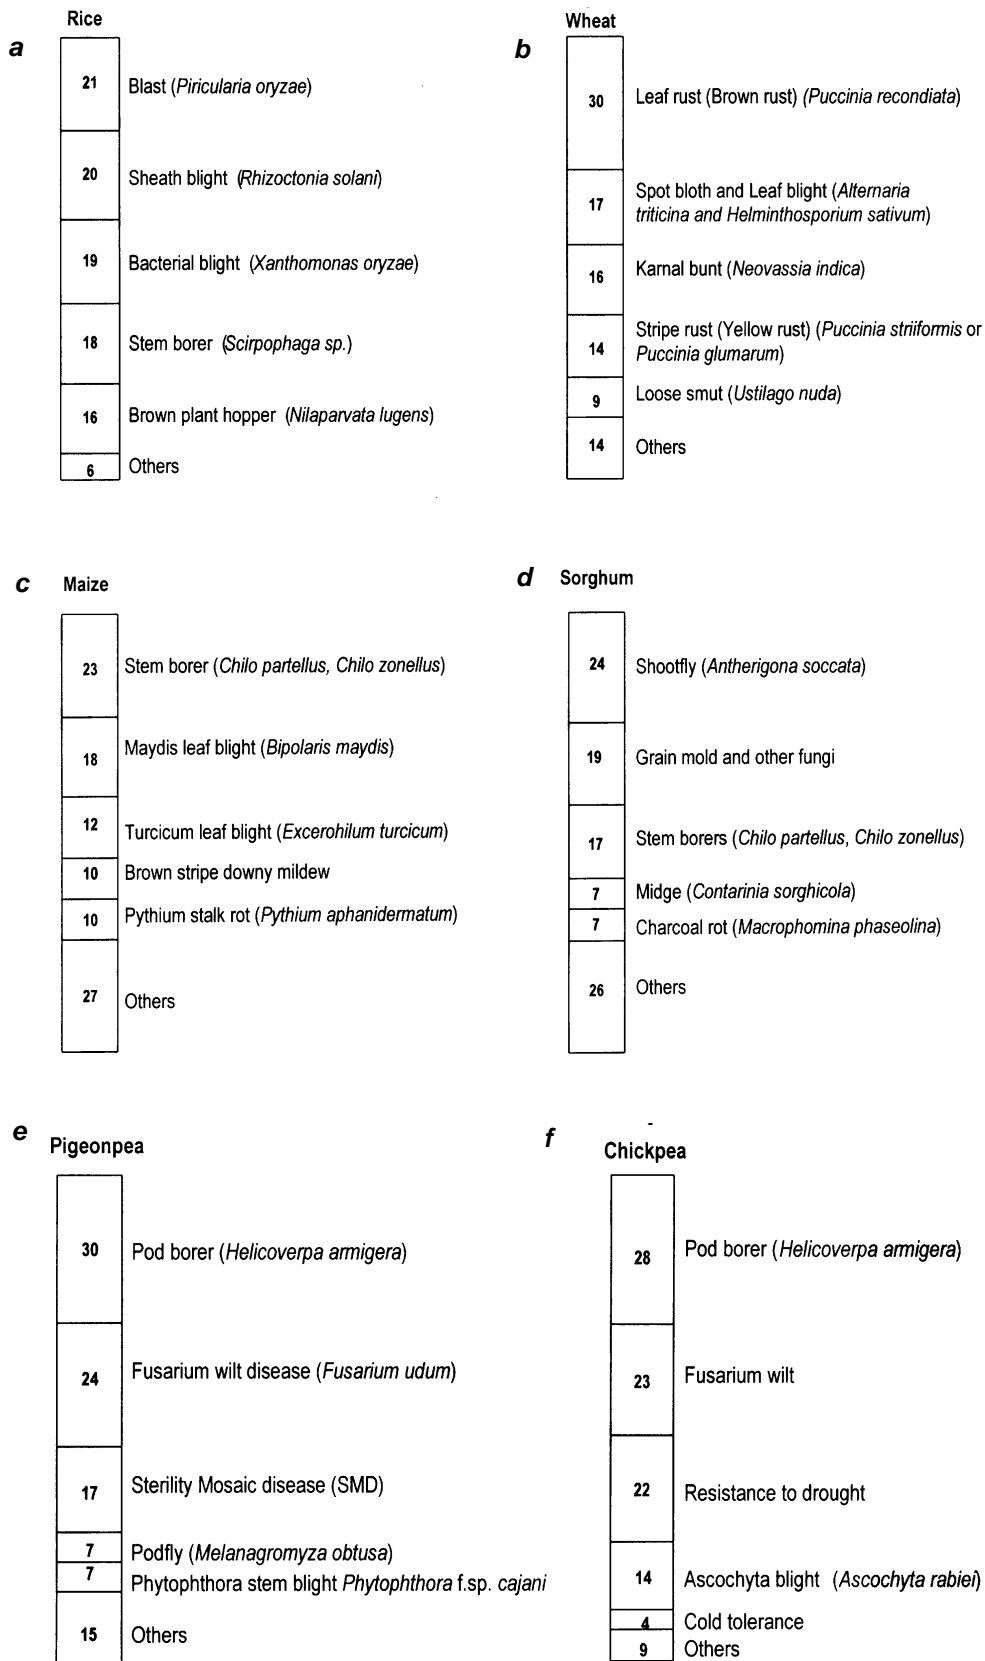 a
Rice
21 Blast (Piricularia oryzae)
20 Sheath blight (Rhizoctonia solani)
19 Bacterial blight (Xanthomonas oryzae)
18 Stem borer (Scirpophaga sp.)
16 Brown plant hopper (Nilaparvata lugens)
6 Others
b
Wheat
30 Leaf rust (Brown rust) (Puccinia recondiata)
17 Spot bloth and Leaf blight (Alternaria
triticina and Helminthosporium sativum)
16 Karnal bunt (Neovassia indica)
14 Stripe rust (Yellow rust) (Puccinia striiformis or
Puccinia glumarum)
9 Loose smut (Ustilago nuda)
14 Others
c
Maize
23 Stem borer (Chilo partellus, Chilo zonellus)
18 Maydis leaf blight (Bipolaris maydis)
12 Turcicum leaf blight (Excerohilum turcicum)
10 Brown stripe downy mildew
10 Pythium stalk rot (Pythium aphanidermatum)
27 Others
d
Sorghum
24 Shootfly (Antherigona soccata)
19 Grain mold and other fungi
17 Stem borers (Chilo partellus, Chilo zonellus)
7 Midge (Contarinia sorghicola)
7 Charcoal rot (Macrophomina phaseolina)
26 Others
e
Pigeonpea
30 Pod borer (Helicoverpa armigera)
24 Fusarium wilt disease (Fusarium udum)
17 Sterility Mosaic disease (SMD)
7 Podfly (Melanagromyza obtusa)
7 Phytophthora stem blight Phytophthora f.sp. cajani
15 Others
f
Chickpea
28 Pod borer (Helicoverpa armigera)
23 Fusarium wilt
22 Resistance to drought
14 Ascochyta blight (Ascochyta rabiei)
4 Cold tolerance
9 Others